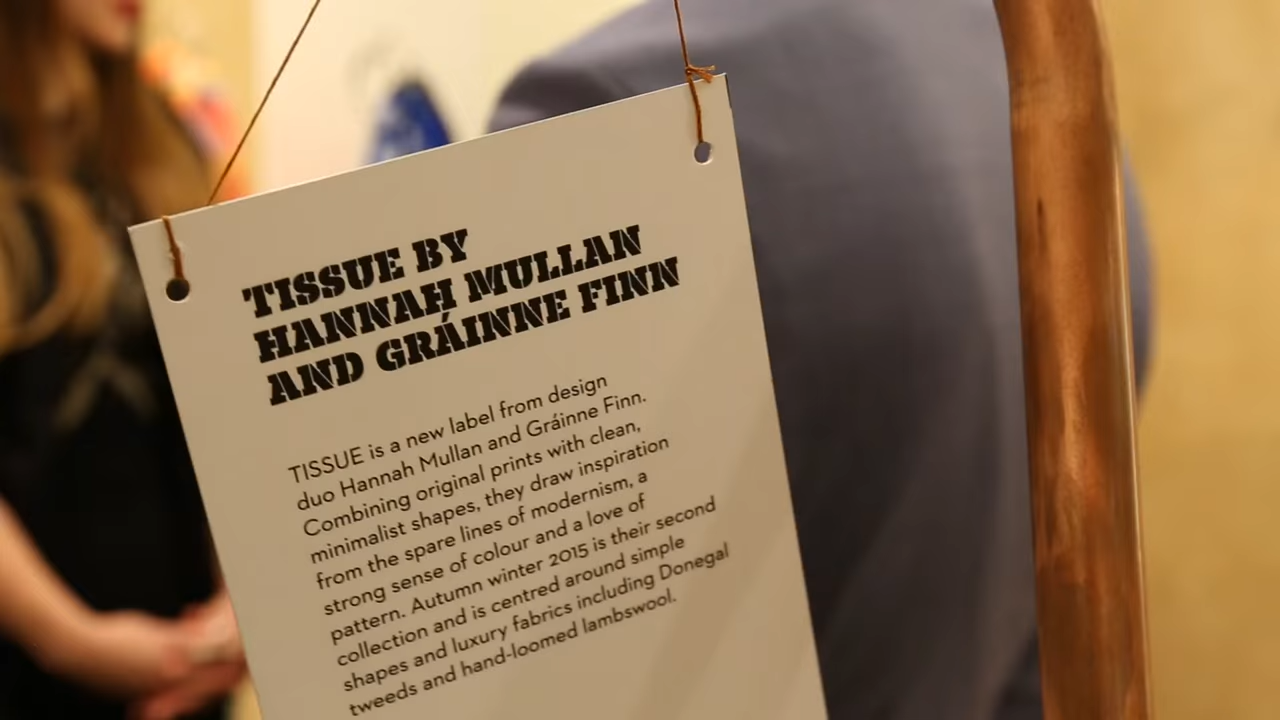 TISSUE BY
HANNAH MULLAN
AND GRÁINNE FINN
TISSUE is a new label from design
duo Hannah Mullan and Gráinne Finn.
Combining original prints with clean,
minimalist shapes, they draw inspiration
from the spare lines of modernism, a
strong sense of colour and a love of
pattern. Autumn winter 2015 is their second
collection and is centred around simple
shapes and luxury fabrics including Donegal
tweeds and hand-loomed lambswool.